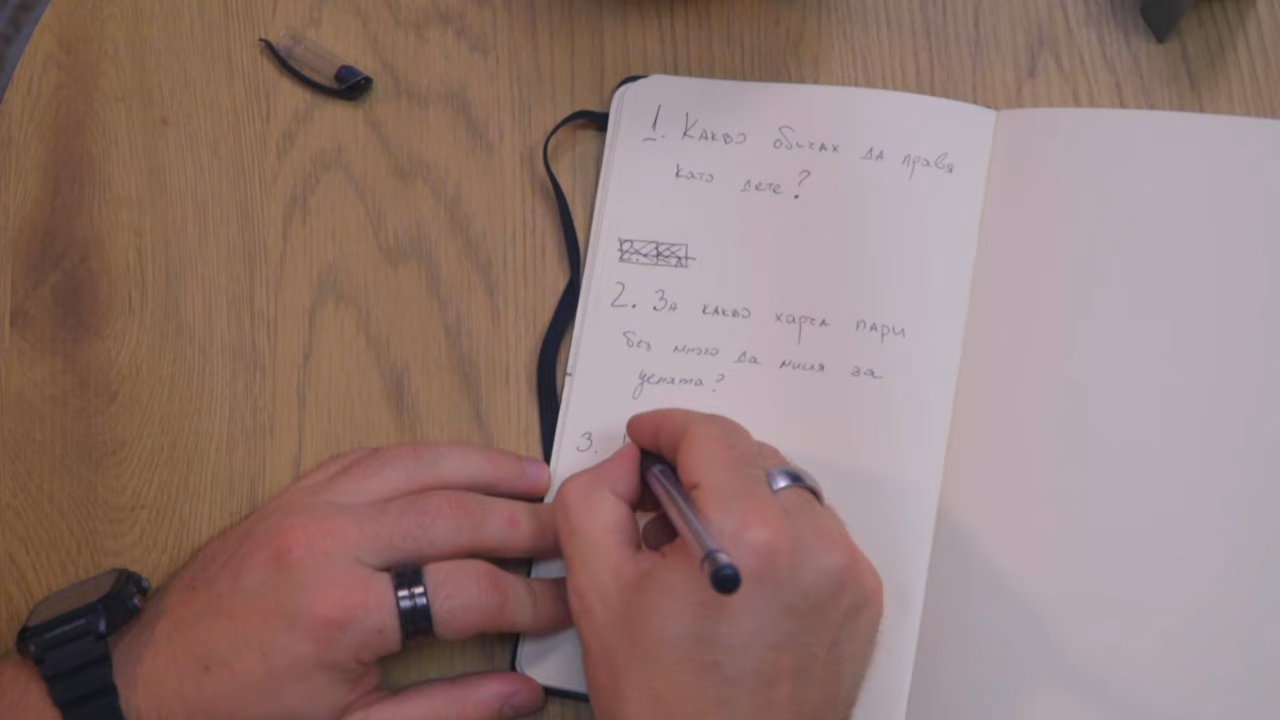 1. Какво обичах да правя
като дете?
2. За какво харча пари
без много да мисля за
цената?
3.